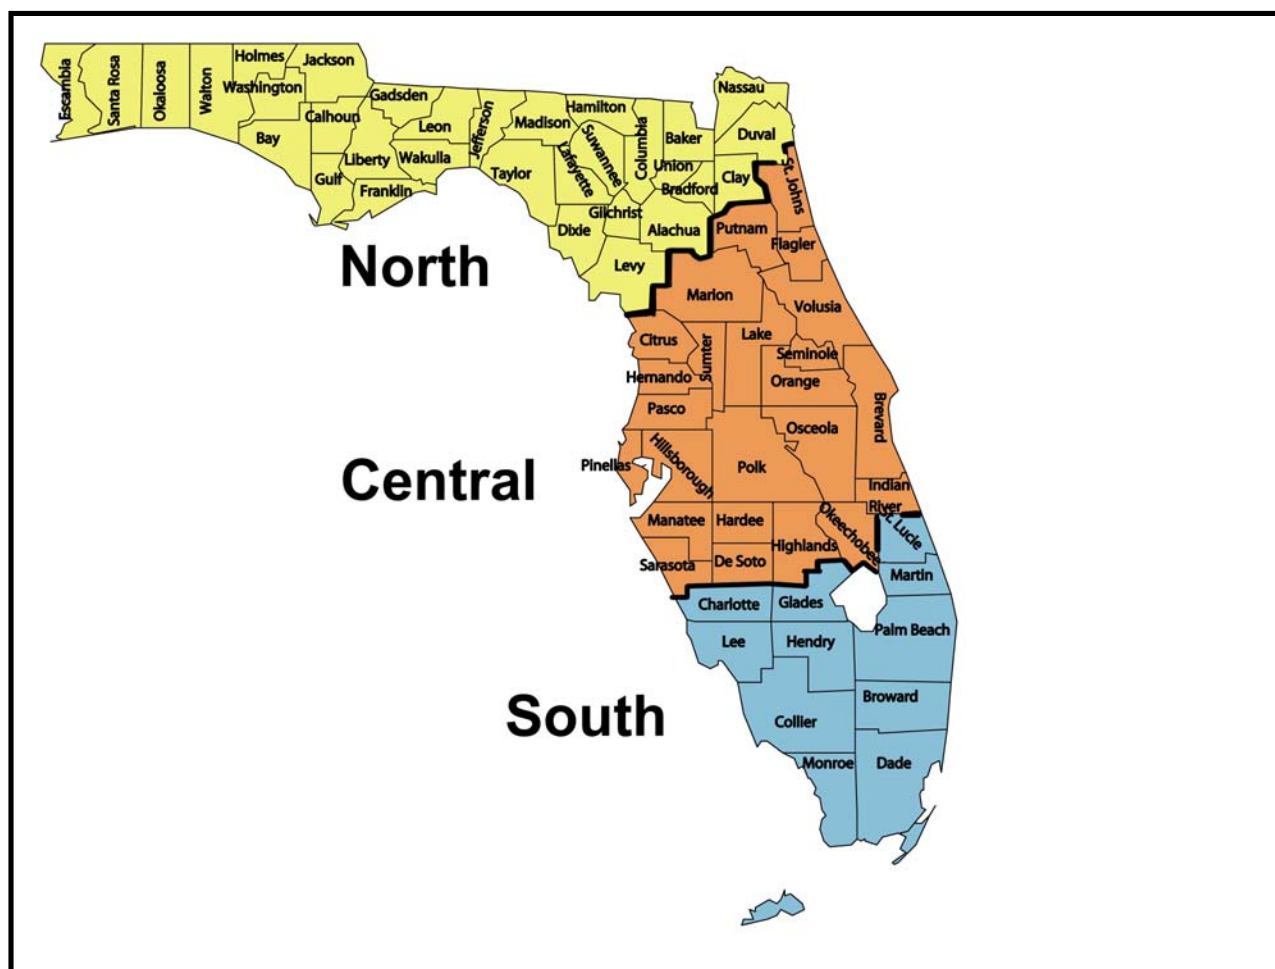 Escambia
Santa Rosa
Okaloosa
Walton
Holmes
Washington
Jackson
Bay
Calhoun
Gulf
Gadsden
Liberty
Franklin
Leon
Wakulla
Jefferson
Madison
Taylor
Hamilton
Suwannee
Lafayette
Dixie
Columbia
Gilchrist
Levy
Baker
Union
Bradford
Alachua
Nassau
Duval
Clay
North
St. Johns
Putnam
Flagler
Marion
Volusia
Citrus
Sumter
Lake
Seminole
Hernando
Orange
Pasco
Brevard
Osceola
Pinellas
Hillsborough
Polk
Central
Indian
River
Manatee
Hardee
Highlands
Okeechobee
Sarasota
De Soto
St. Lucie
Martin
Charlotte
Glades
Palm Beach
Lee
Hendry
Broward
South
Collier
Monroe
Dade